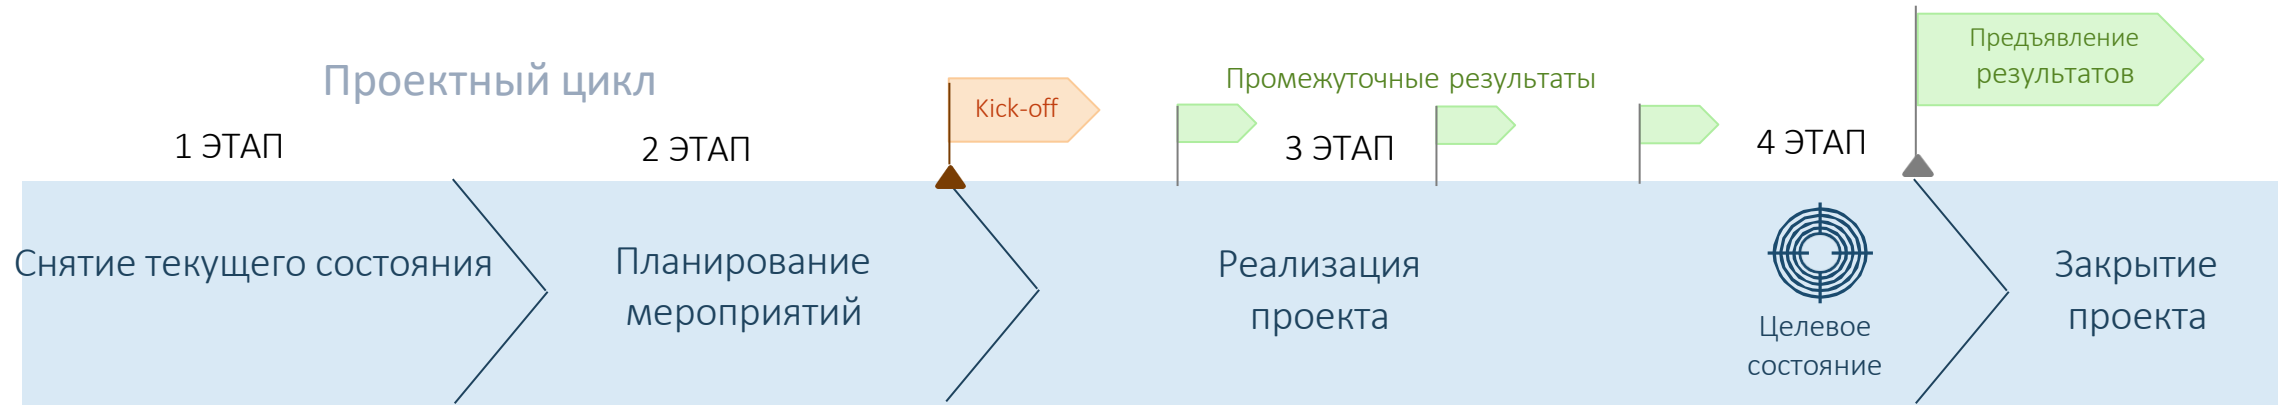 Проектный цикл
1 ЭТАП
2 ЭТАП
Kick-off
Промежуточные результаты
3 ЭТАП
4 ЭТАП
Предъявление
результатов
Снятие текущего состояния
Планирование
мероприятий
Реализация
проекта
Целевое
состояние
Закрытие
проекта